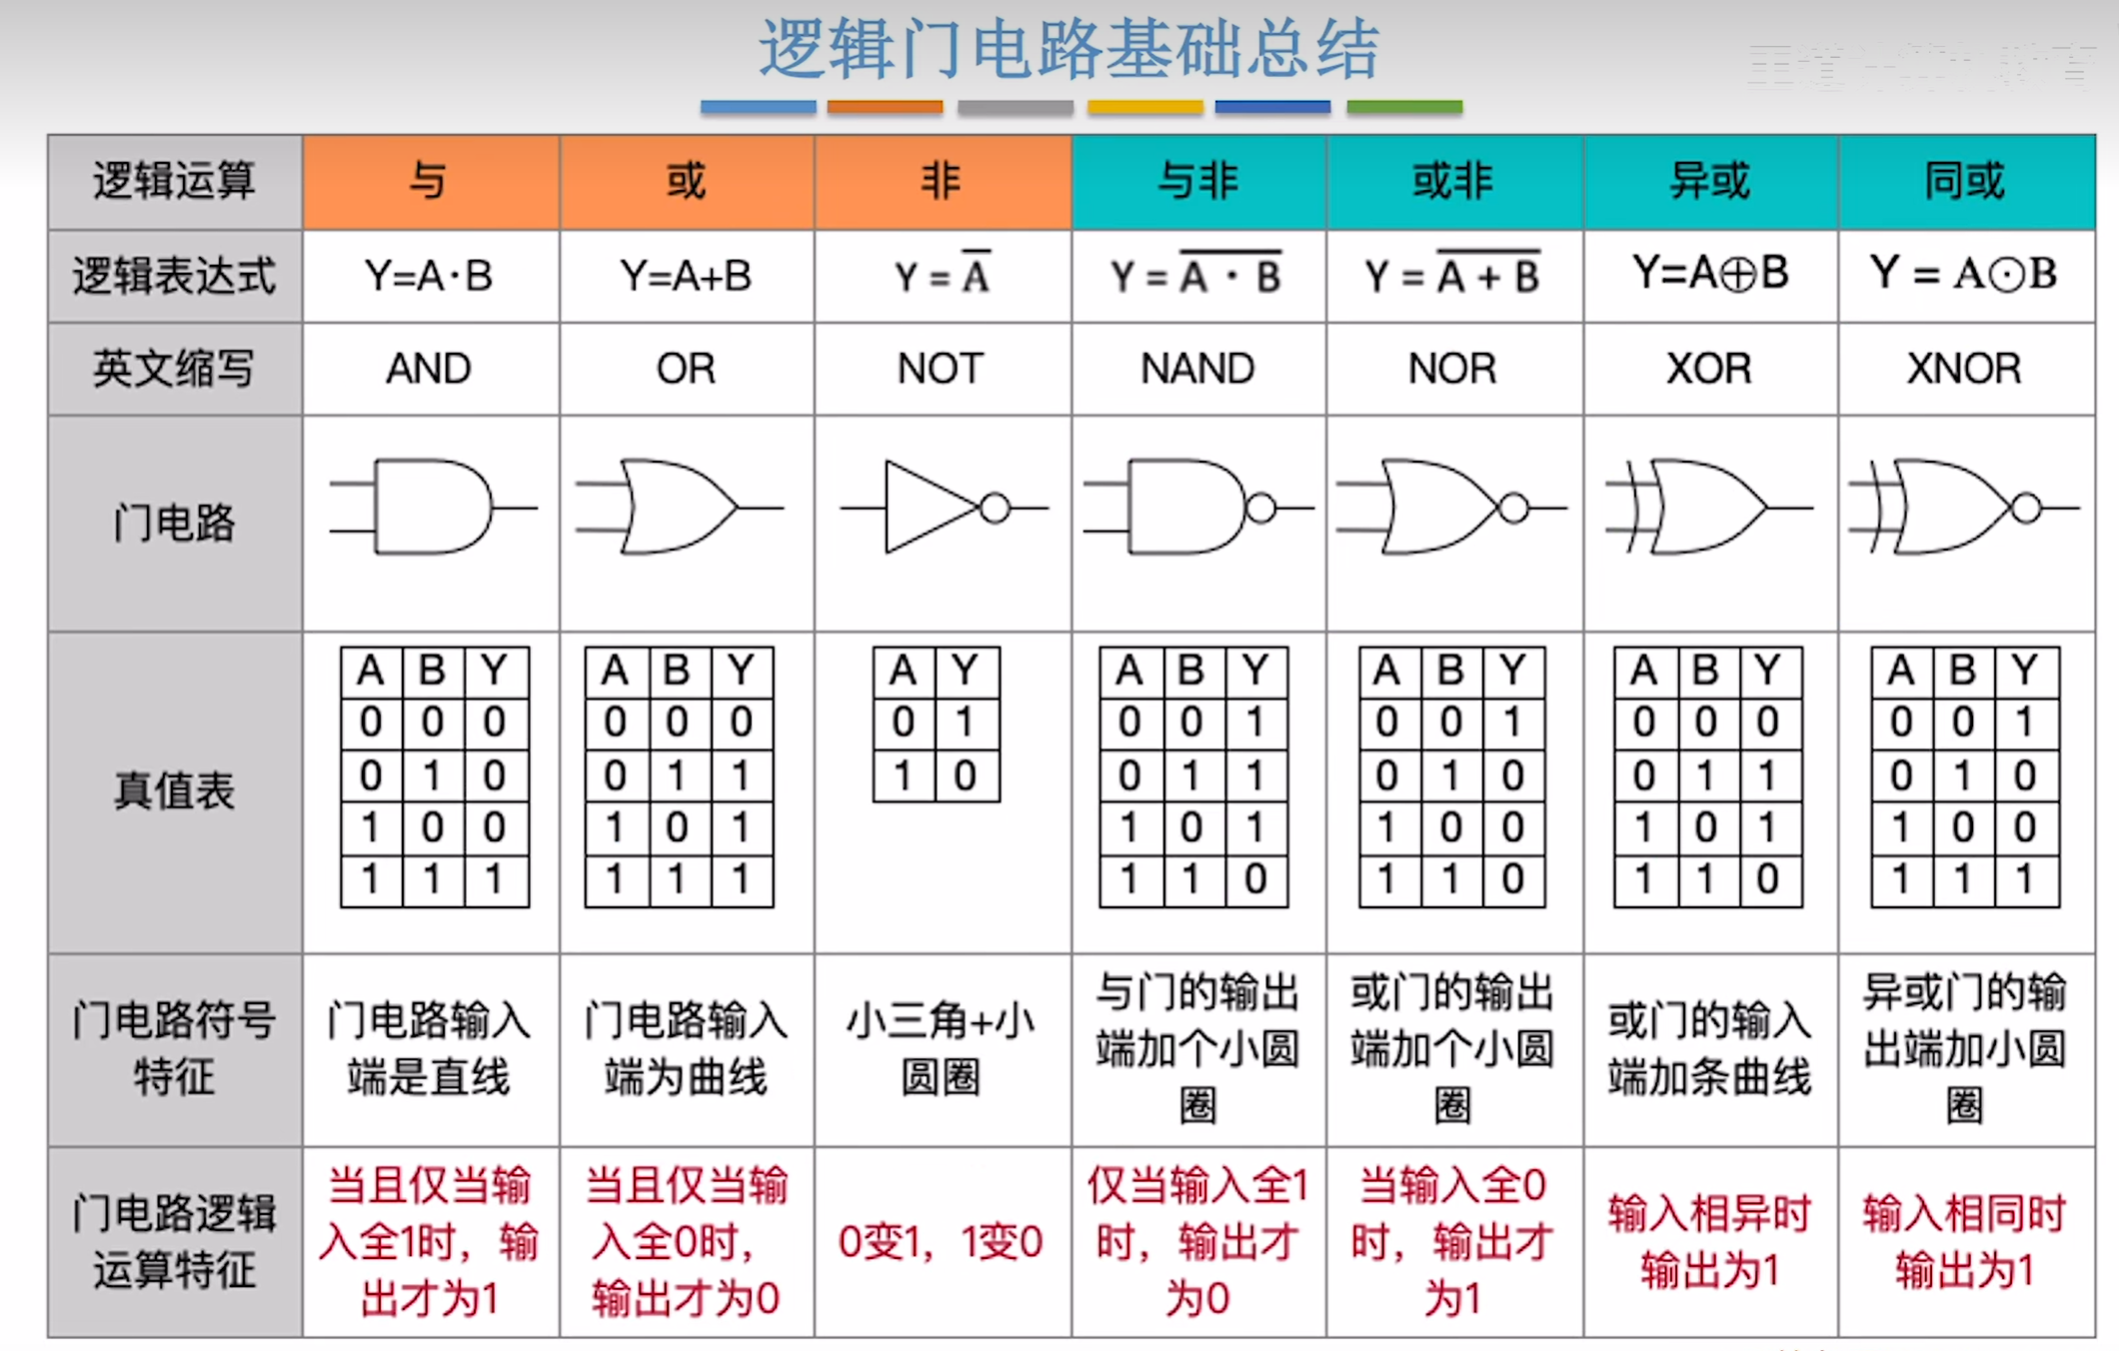 逻辑门电路基础总结
逻辑运算 与 或 非 与非 或非 异或 同或
逻辑表达式 Y=A·B Y=A+B Y = A̅ Y = A̅ ̅·̅ ̅B̅ Y = A̅ ̅+̅ ̅B̅ Y=A⊕B Y = A⊙B
英文缩写 AND OR NOT NAND NOR XOR XNOR
门电路
真值表
A B Y
0 0 0
0 1 0
1 0 0
1 1 1
A B Y
0 0 0
0 1 1
1 0 1
1 1 1
A Y
0 1
1 0
A B Y
0 0 1
0 1 1
1 0 1
1 1 0
A B Y
0 0 1
0 1 0
1 0 0
1 1 0
A B Y
0 0 0
0 1 1
1 0 1
1 1 0
A B Y
0 0 1
0 1 0
1 0 0
1 1 1
门电路符号
特征
门电路输入
端是直线
门电路输入
端为曲线
小三角+小
圆圈
与门的输出
端加个小圆
圈
或门的输出
端加个小圆
圈
或门的输入
端加条曲线
异或门的输
出端加小圆
圈
门电路逻辑
运算特征
当且仅当输
入全1时，输
出才为1
当且仅当输
入全0时，
输出才为0
0变1，1变0
仅当输入全1
时，输出才
为0
当输入全0
时，输出才
为1
输入相异时
输出为1
输入相同时
输出为1